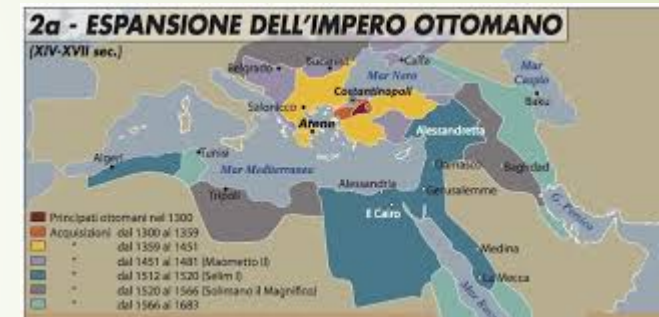 2a - ESPANSIONE DELL'IMPERO OTTOMANO
(XIV-XVII sec.)
Belgrado
Bucarest
Caffa
Mar Nero
Mar Caspio
Baku
Costantinopoli
Salonicco
Atene
Alessandretta
Algeri
Tunisi
Mar Mediterraneo
Damasco
Baghdad
Tripoli
Alessandria
Gerusalemme
Il Cairo
G. Persico
Medina
La Mecca
Mar Rosso
Principati ottomani nel 1300
Acquisizioni dal 1300 al 1359
" dal 1359 al 1451
" dal 1451 al 1481 (Maometto II)
" dal 1512 al 1520 (Selim I)
" dal 1520 al 1566 (Solimano il Magnifico)
" dal 1566 al 1683